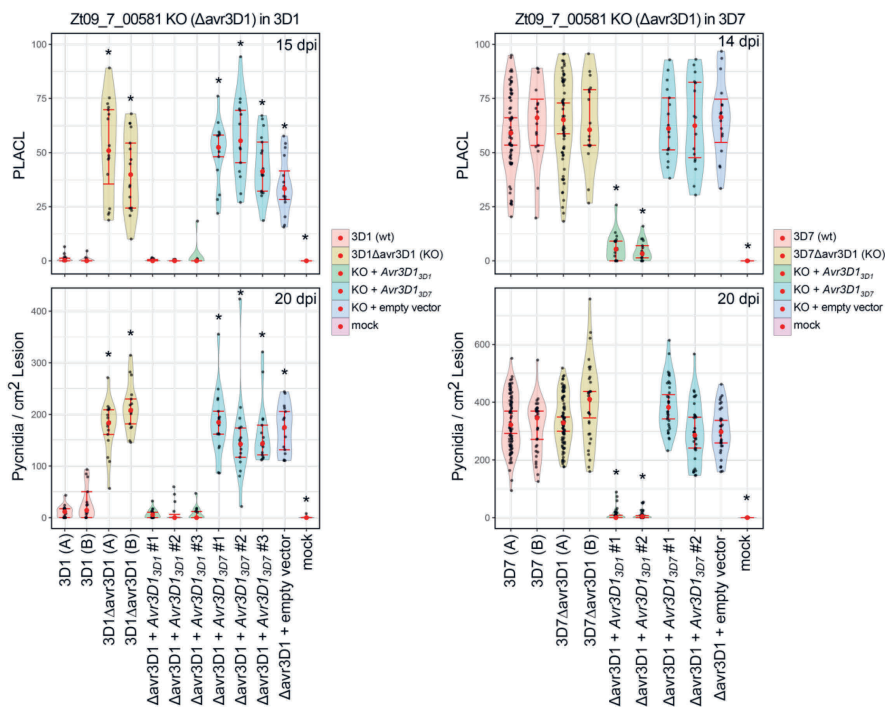 Zt09_7_00581 KO (Δavr3D1) in 3D1
15 dpi
PLACL
100
75
50
25
0
* * * * * * *
20 dpi
Pycnidia / cm² Lesion
400
300
200
100
0
* * * * * * *
3D1 (A)
3D1 (B)
3D1Δavr3D1 (A)
3D1Δavr3D1 (B)
Δavr3D1 + Avr3D1₃D₁ #1
Δavr3D1 + Avr3D1₃D₁ #2
Δavr3D1 + Avr3D1₃D₁ #3
Δavr3D1 + Avr3D1₃D₇ #1
Δavr3D1 + Avr3D1₃D₇ #2
Δavr3D1 + Avr3D1₃D₇ #3
Δavr3D1 + empty vector
mock
3D1 (wt)
3D1Δavr3D1 (KO)
KO + Avr3D1₃D₁
KO + Avr3D1₃D₇
KO + empty vector
mock
Zt09_7_00581 KO (Δavr3D1) in 3D7
14 dpi
PLACL
100
75
50
25
0
* * *
20 dpi
Pycnidia / cm² Lesion
600
400
200
0
* * *
3D7 (A)
3D7 (B)
3D7Δavr3D1 (A)
3D7Δavr3D1 (B)
Δavr3D1 + Avr3D1₃D₁ #1
Δavr3D1 + Avr3D1₃D₁ #2
Δavr3D1 + Avr3D1₃D₇ #1
Δavr3D1 + Avr3D1₃D₇ #2
Δavr3D1 + empty vector
mock
3D7 (wt)
3D7Δavr3D1 (KO)
KO + Avr3D1₃D₁
KO + Avr3D1₃D₇
KO + empty vector
mock